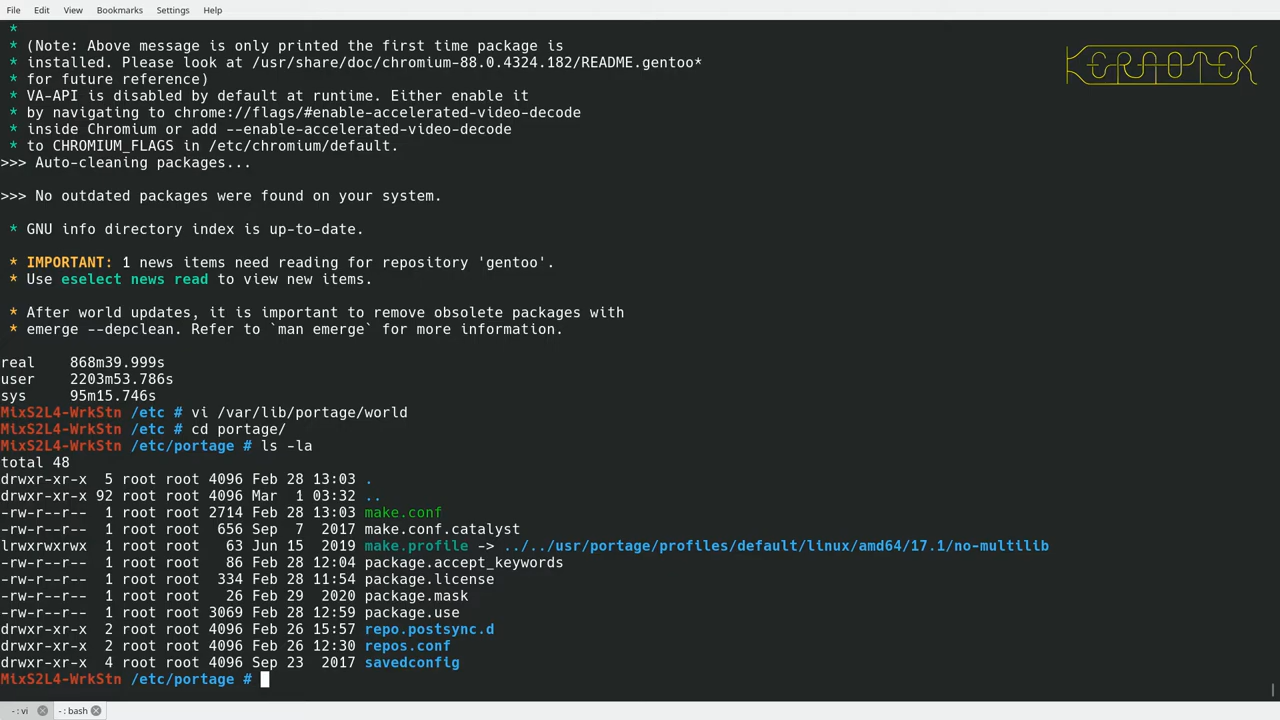 File Edit View Bookmarks Settings Help
*
* (Note: Above message is only printed the first time package is
* installed. Please look at /usr/share/doc/chromium-88.0.4324.182/README.gentoo*
* for future reference)
* VA-API is disabled by default at runtime. Either enable it
* by navigating to chrome://flags/#enable-accelerated-video-decode
* inside Chromium or add --enable-accelerated-video-decode
* to CHROMIUM_FLAGS in /etc/chromium/default.
>>> Auto-cleaning packages...
>>> No outdated packages were found on your system.
* GNU info directory index is up-to-date.
* IMPORTANT: 1 news items need reading for repository 'gentoo'.
* Use eselect news read to view new items.
* After world updates, it is important to remove obsolete packages with
* emerge --depclean. Refer to `man emerge` for more information.
real 868m39.999s
user 2203m53.786s
sys 95m15.746s
MixS2L4-WrkStn /etc # vi /var/lib/portage/world
MixS2L4-WrkStn /etc # cd portage/
MixS2L4-WrkStn /etc/portage # ls -la
total 48
drwxr-xr-x 5 root root 4096 Feb 28 13:03 .
drwxr-xr-x 92 root root 4096 Mar 1 03:32 ..
-rw-r--r-- 1 root root 2714 Feb 28 13:03 make.conf
-rw-r--r-- 1 root root 656 Sep 7 2017 make.conf.catalyst
lrwxrwxrwx 1 root root 63 Jun 15 2019 make.profile -> ../../usr/portage/profiles/default/linux/amd64/17.1/no-multilib
-rw-r--r-- 1 root root 86 Feb 28 12:04 package.accept_keywords
-rw-r--r-- 1 root root 334 Feb 28 11:54 package.license
-rw-r--r-- 1 root root 26 Feb 29 2020 package.mask
-rw-r--r-- 1 root root 3069 Feb 28 12:59 package.use
drwxr-xr-x 2 root root 4096 Feb 26 15:57 repo.postsync.d
drwxr-xr-x 2 root root 4096 Feb 26 12:30 repos.conf
drwxr-xr-x 4 root root 4096 Sep 23 2017 savedconfig
MixS2L4-WrkStn /etc/portage #
- : vi - : bash